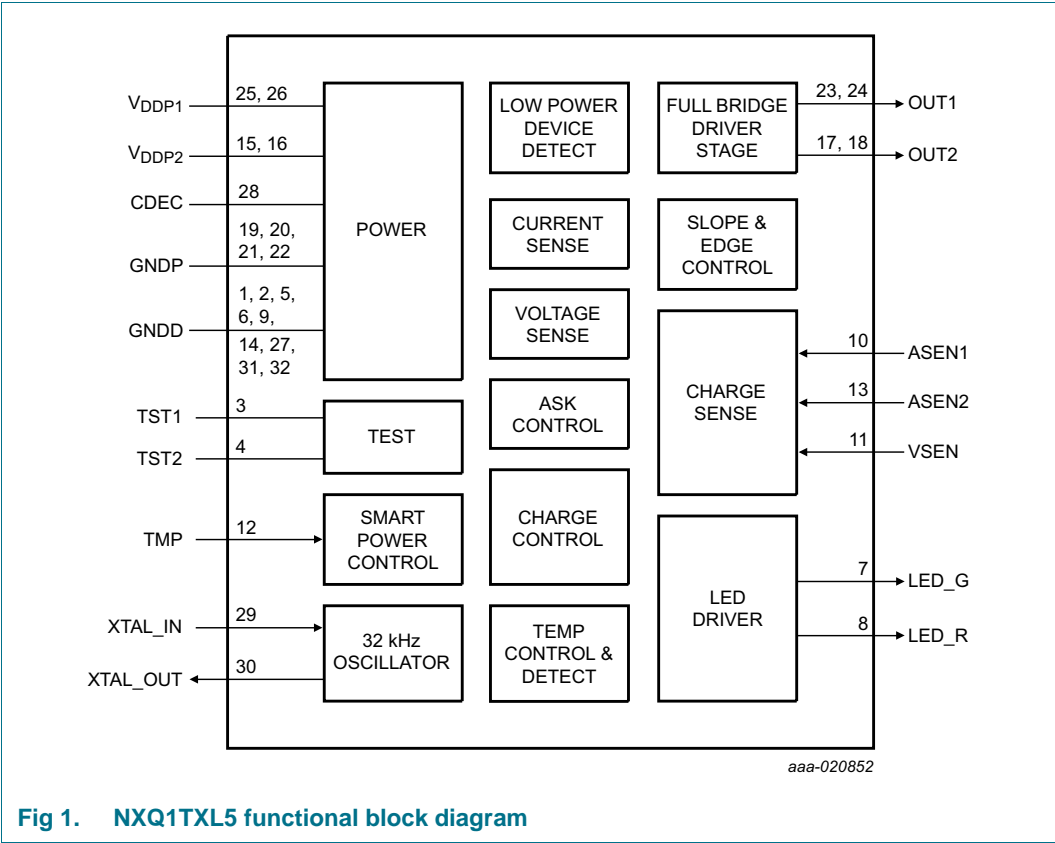 VDDP1
25, 26
VDDP2
15, 16
CDEC
28
GNDP
19, 20,
21, 22
GNDD
1, 2, 5,
6, 9,
14, 27,
31, 32
POWER
TST1
3
TST2
4
TEST
TMP
12
SMART
POWER
CONTROL
XTAL_IN
29
XTAL_OUT
30
32 kHz
OSCILLATOR
LOW POWER
DEVICE
DETECT
CURRENT
SENSE
VOLTAGE
SENSE
ASK
CONTROL
CHARGE
CONTROL
TEMP
CONTROL &
DETECT
FULL BRIDGE
DRIVER
STAGE
23, 24
OUT1
17, 18
OUT2
SLOPE &
EDGE
CONTROL
CHARGE
SENSE
10
ASEN1
13
ASEN2
11
VSEN
LED
DRIVER
7
LED_G
8
LED_R
aaa-020852
Fig 1. NXQ1TXL5 functional block diagram